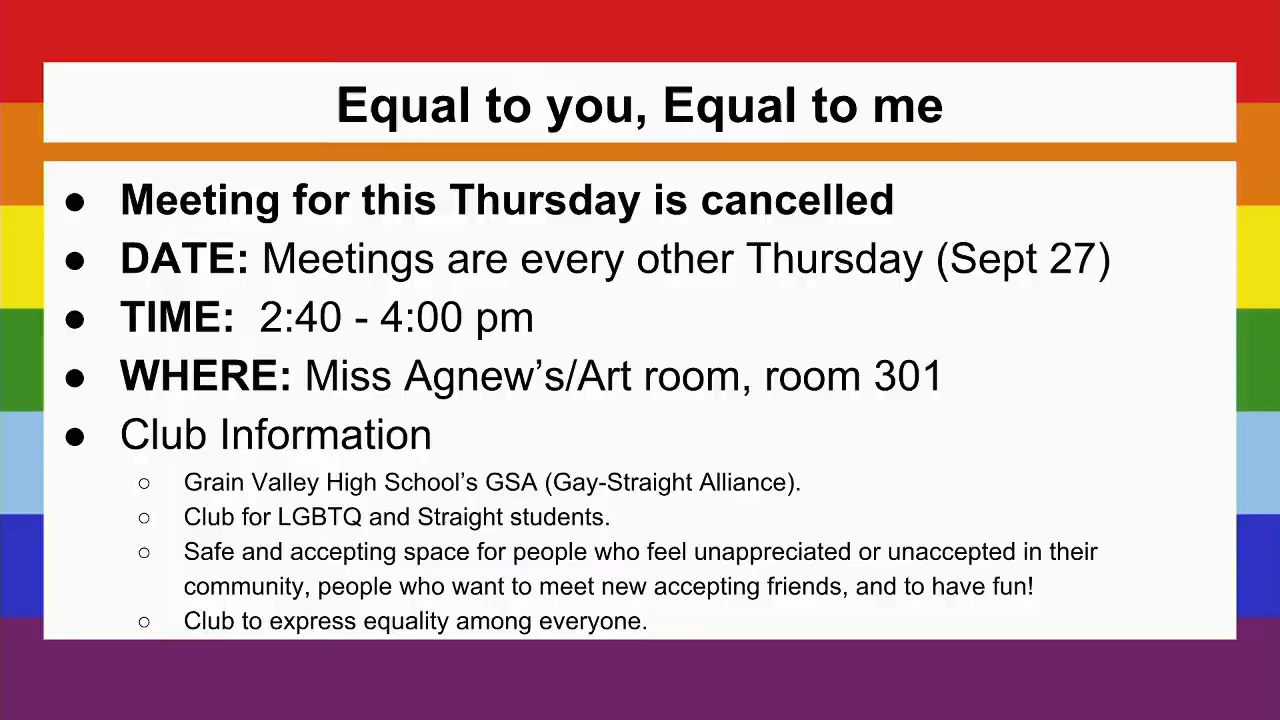 Equal to you, Equal to me
● Meeting for this Thursday is cancelled
● DATE: Meetings are every other Thursday (Sept 27)
● TIME:  2:40 - 4:00 pm
● WHERE: Miss Agnew’s/Art room, room 301
● Club Information
○ Grain Valley High School’s GSA (Gay-Straight Alliance).
○ Club for LGBTQ and Straight students.
○ Safe and accepting space for people who feel unappreciated or unaccepted in their
community, people who want to meet new accepting friends, and to have fun!
○ Club to express equality among everyone.